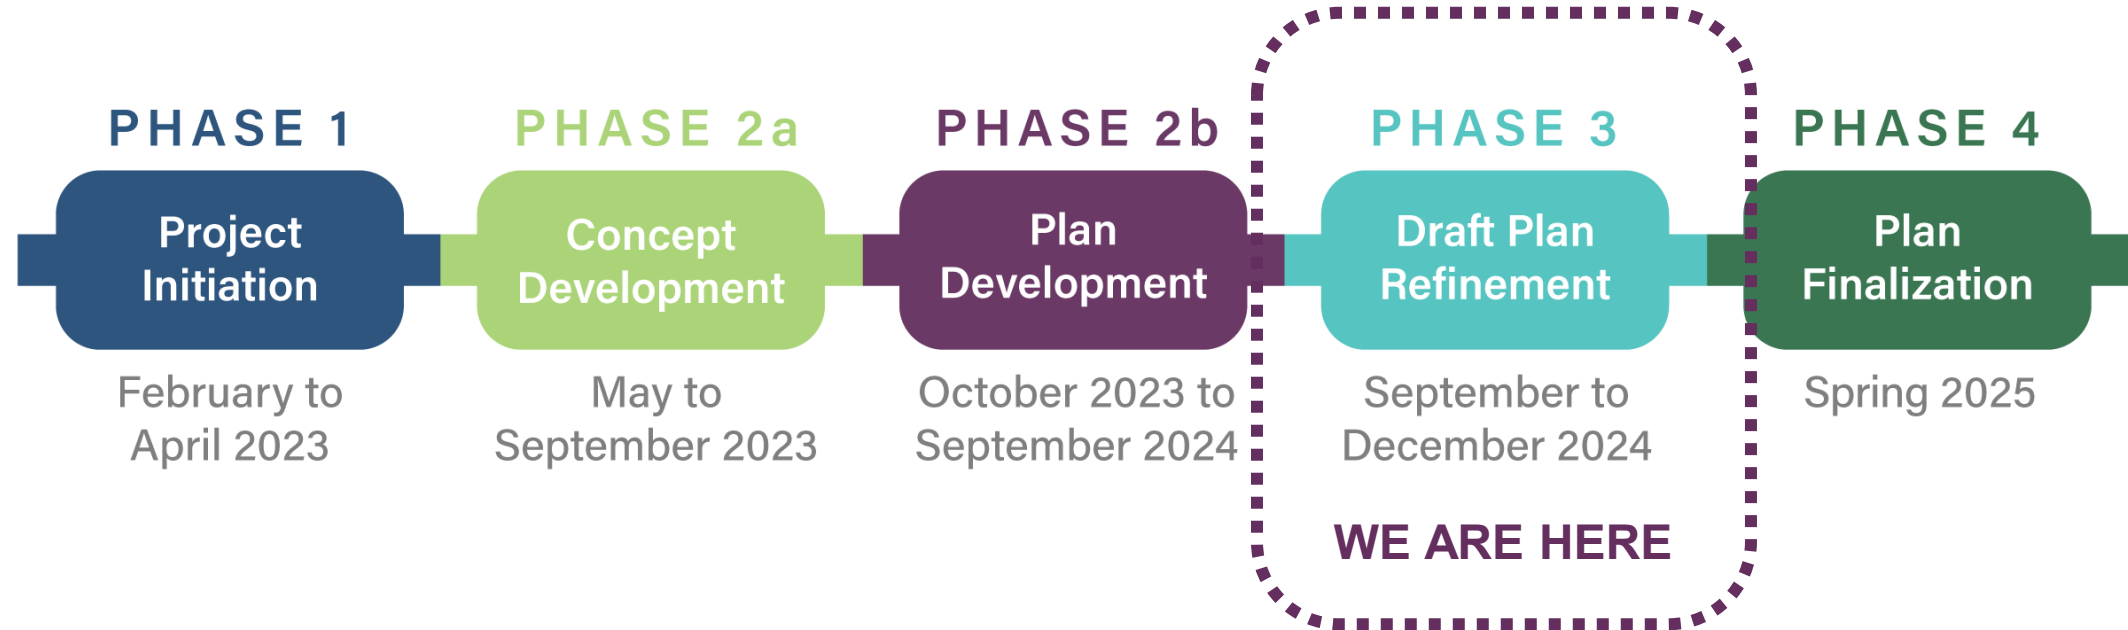 PHASE 1
Project
Initiation
February to
April 2023
PHASE 2a
Concept
Development
May to
September 2023
PHASE 2b
Plan
Development
October 2023 to
September 2024
PHASE 3
Draft Plan
Refinement
September to
December 2024
WE ARE HERE
PHASE 4
Plan
Finalization
Spring 2025